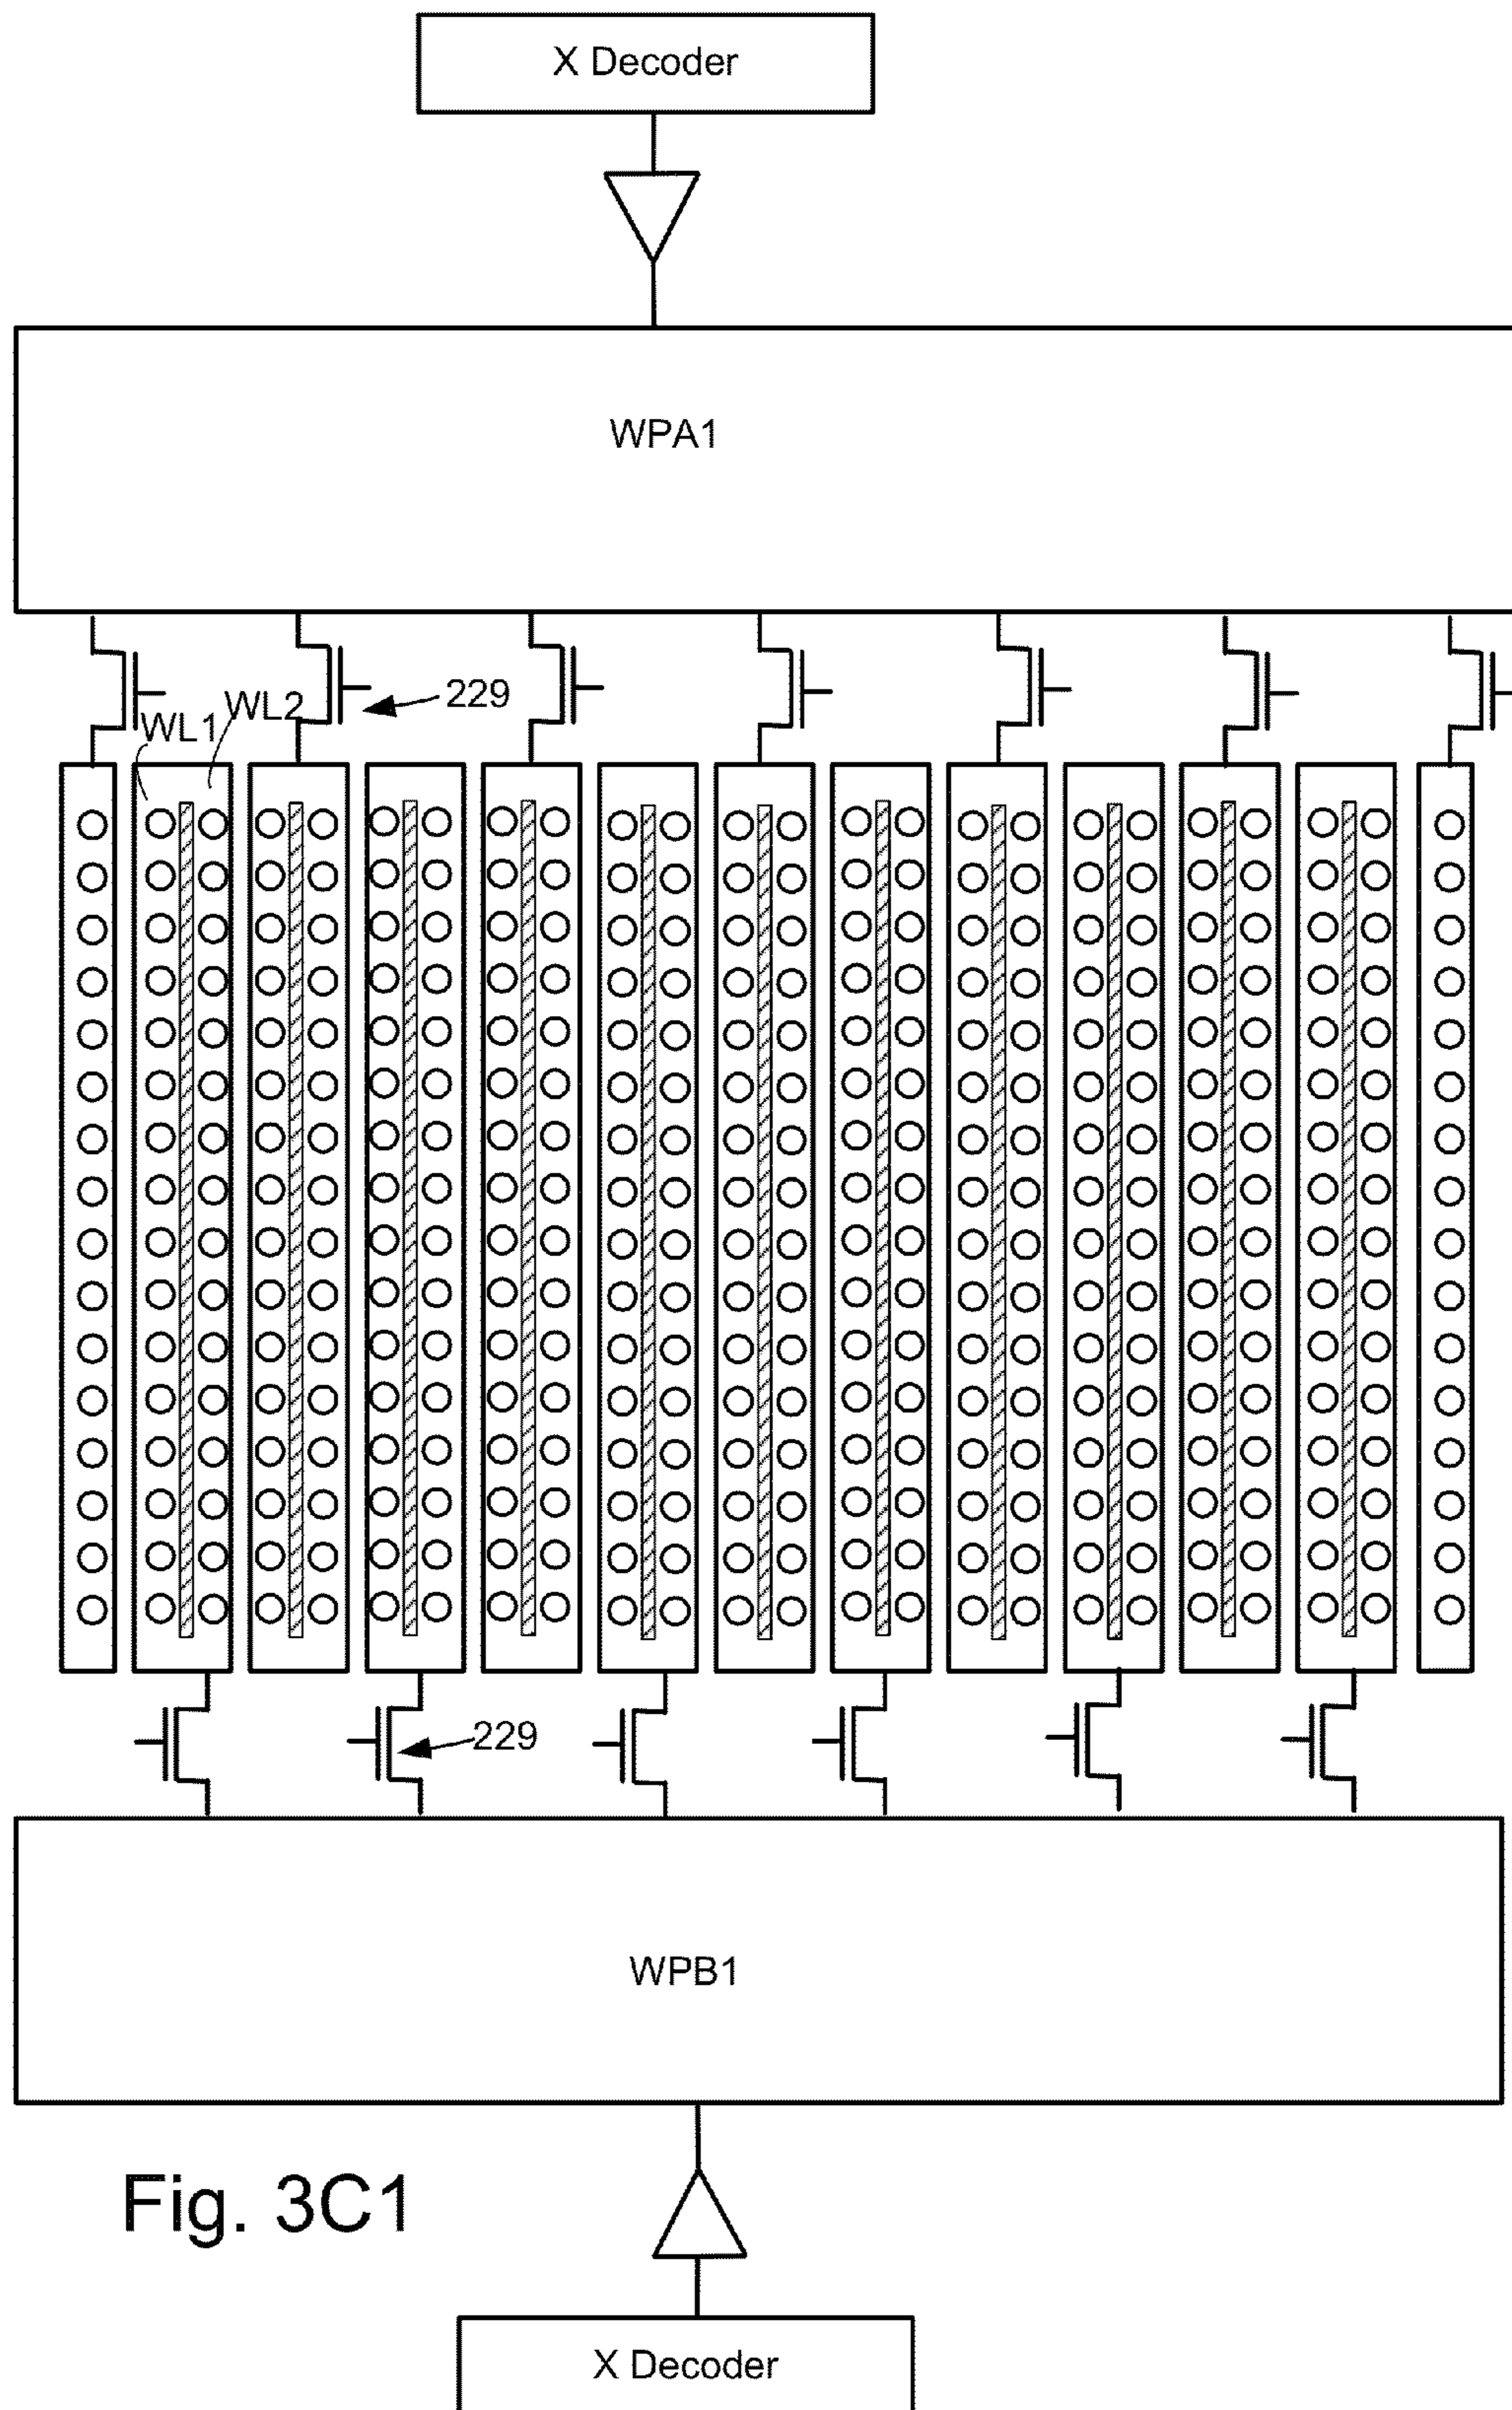 X Decoder
WPA1
WL1
WL2
229
229
WPB1
Fig. 3C1
X Decoder